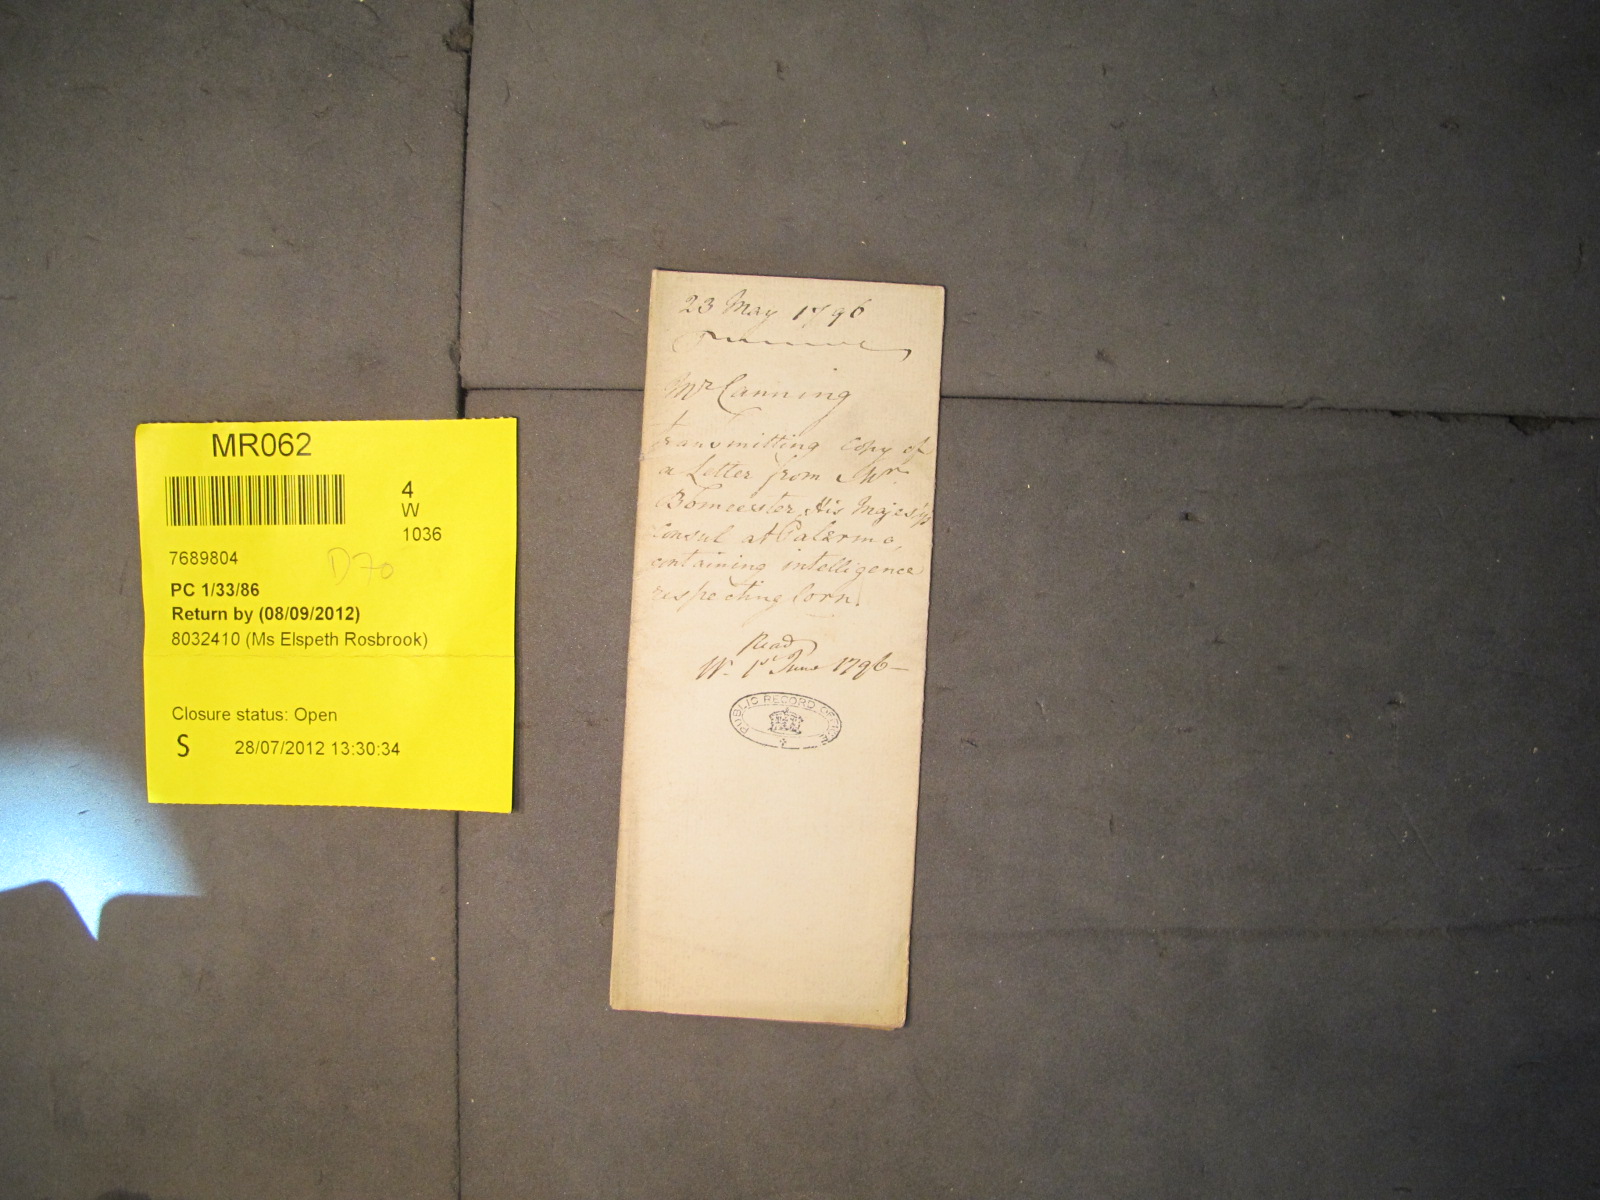 MR062
4
W
1036
7689804
D70
PC 1/33/86
Return by (08/09/2012)
8032410 (Ms Elspeth Rosbrook)
Closure status: Open
S 28/07/2012 13:30:34
23 May 1796
Mr Canning
transmitting Copy of
a Letter from Mr
His Majesty's
Consul at Palermo,
containing intelligence
respecting Corn.
Read
W. 1st June 1796
PUBLIC RECORD OFFICE